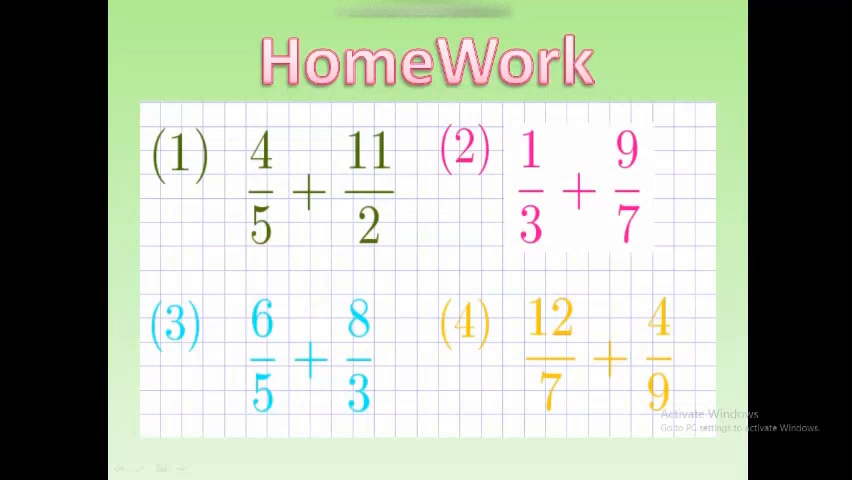 HomeWork
(1) 4/5 + 11/2
(2) 1/3 + 9/7
(3) 6/5 + 8/3
(4) 12/7 + 4/9
Activate Windows
Go to PC settings to activate Windows.